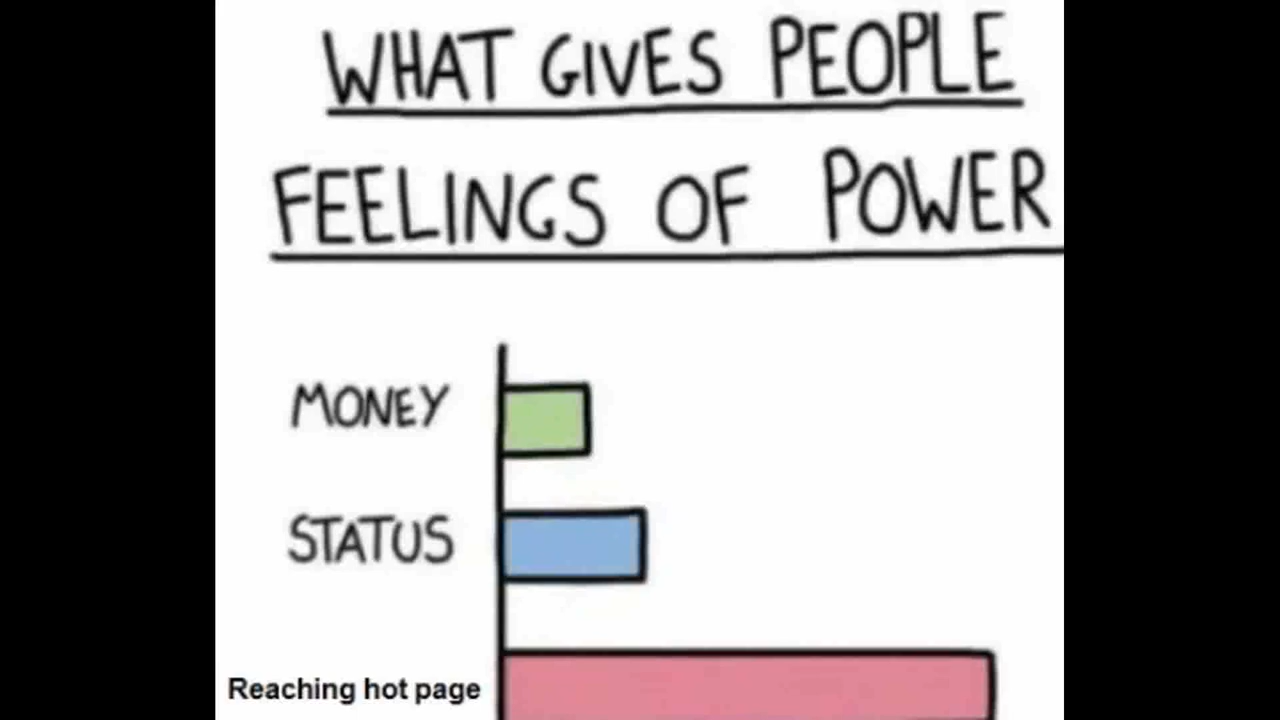 WHAT GIVES PEOPLE
FEELINGS OF POWER
MONEY
STATUS
Reaching hot page